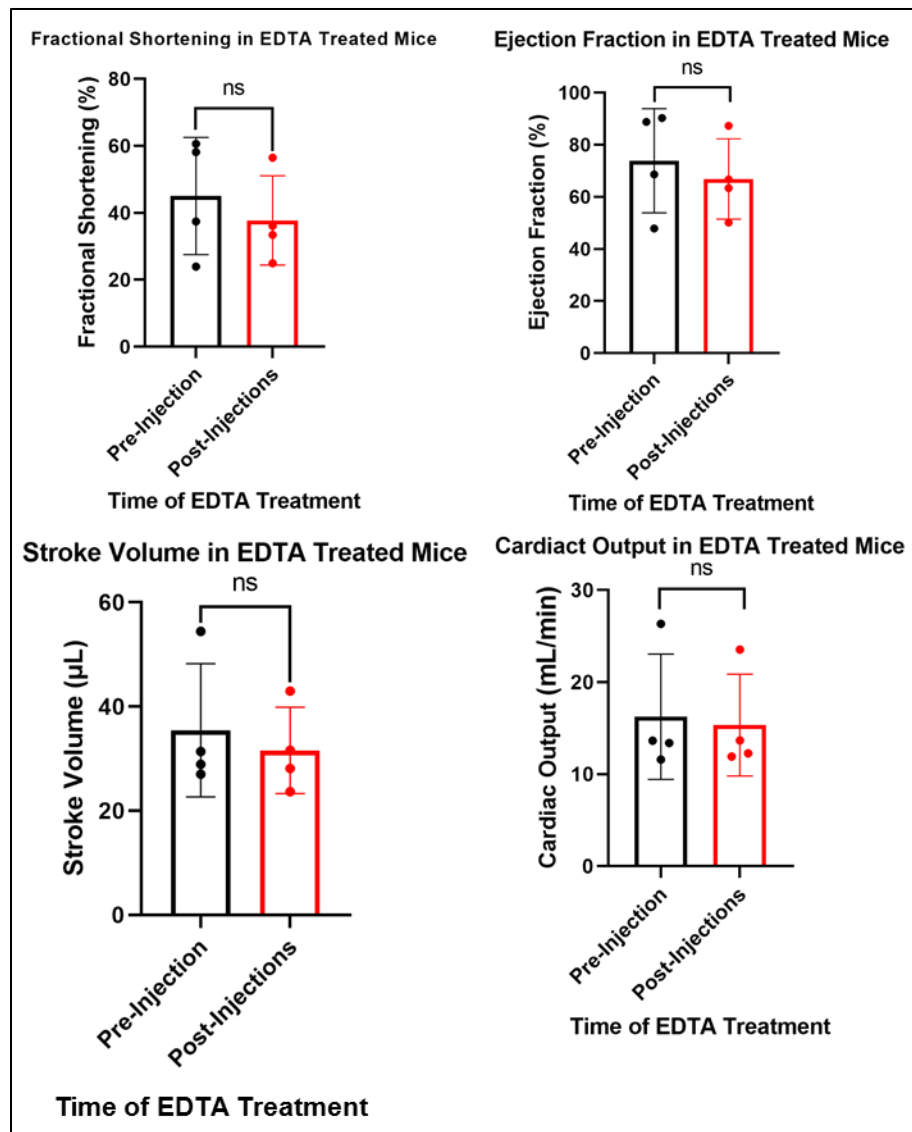 Fractional Shortening in EDTA Treated Mice
ns
Fractional Shortening (%)
80
60
40
20
0
Pre-Injection
Post-Injections
Time of EDTA Treatment
Ejection Fraction in EDTA Treated Mice
ns
Ejection Fraction (%)
100
80
60
40
20
0
Pre-Injection
Post-Injections
Time of EDTA Treatment
Stroke Volume in EDTA Treated Mice
ns
Stroke Volume (µL)
60
40
20
0
Pre-Injection
Post-Injections
Time of EDTA Treatment
Cardiact Output in EDTA Treated Mice
ns
Cardiac Output (mL/min)
30
20
10
0
Pre-Injection
Post-Injections
Time of EDTA Treatment